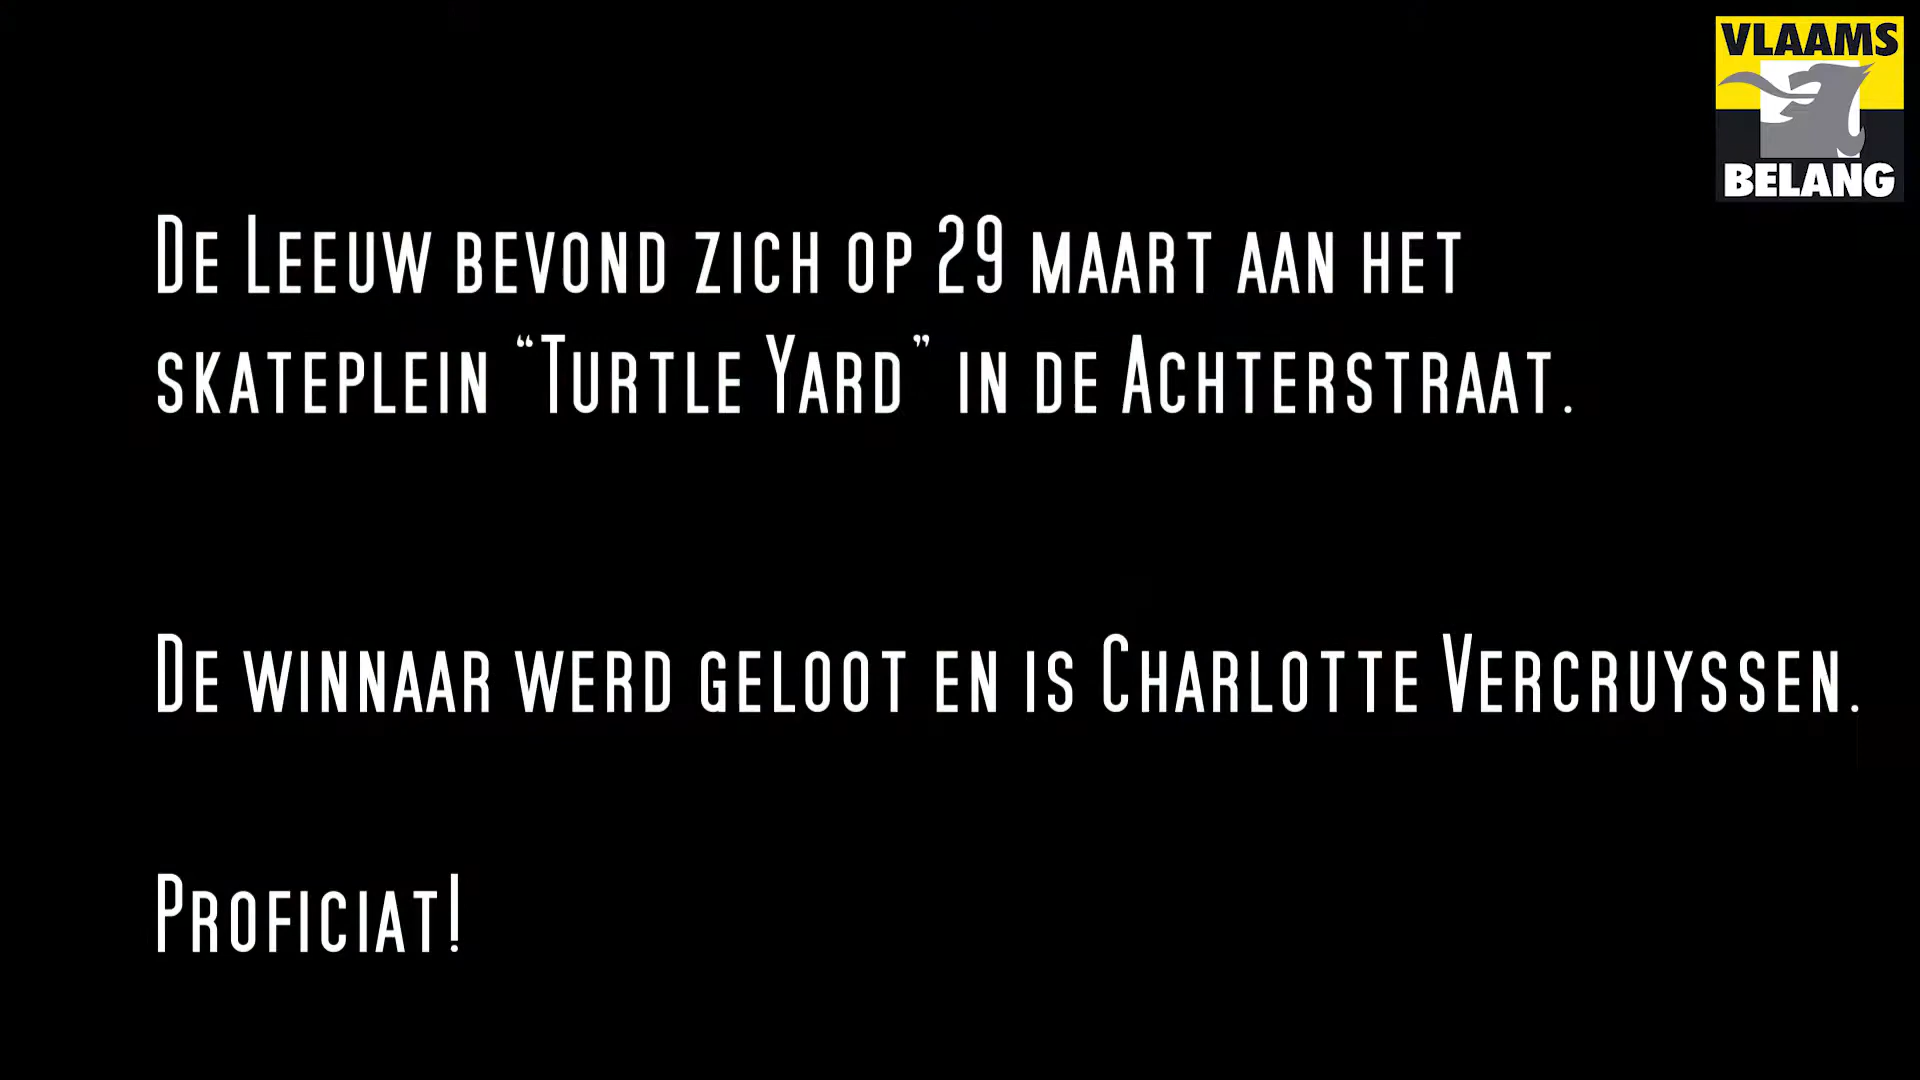 VLAAMS
BELANG
De Leeuw bevond zich op 29 maart aan het
skateplein “Turtle Yard” in de Achterstraat.
De winnaar werd geloot en is Charlotte Vercruyssen.
Proficiat!